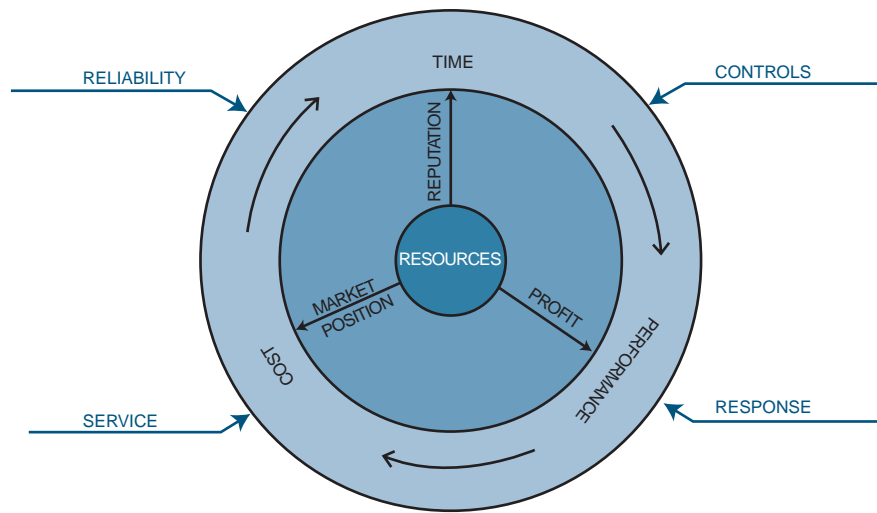 TIME
RELIABILITY
CONTROLS
REPUTATION
RESOURCES
MARKET
POSITION
PROFIT
COST
PERFORMANCE
SERVICE
RESPONSE